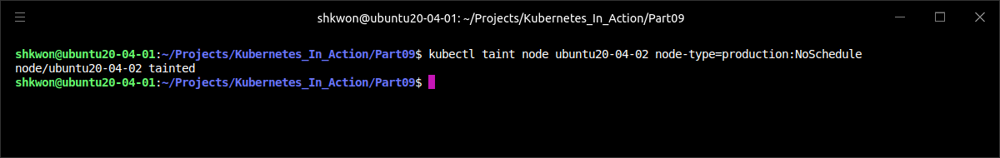 shkwon@ubuntu20-04-01: ~/Projects/Kubernetes_In_Action/Part09
shkwon@ubuntu20-04-01:~/Projects/Kubernetes_In_Action/Part09$ kubectl taint node ubuntu20-04-02 node-type=production:NoSchedule
node/ubuntu20-04-02 tainted
shkwon@ubuntu20-04-01:~/Projects/Kubernetes_In_Action/Part09$